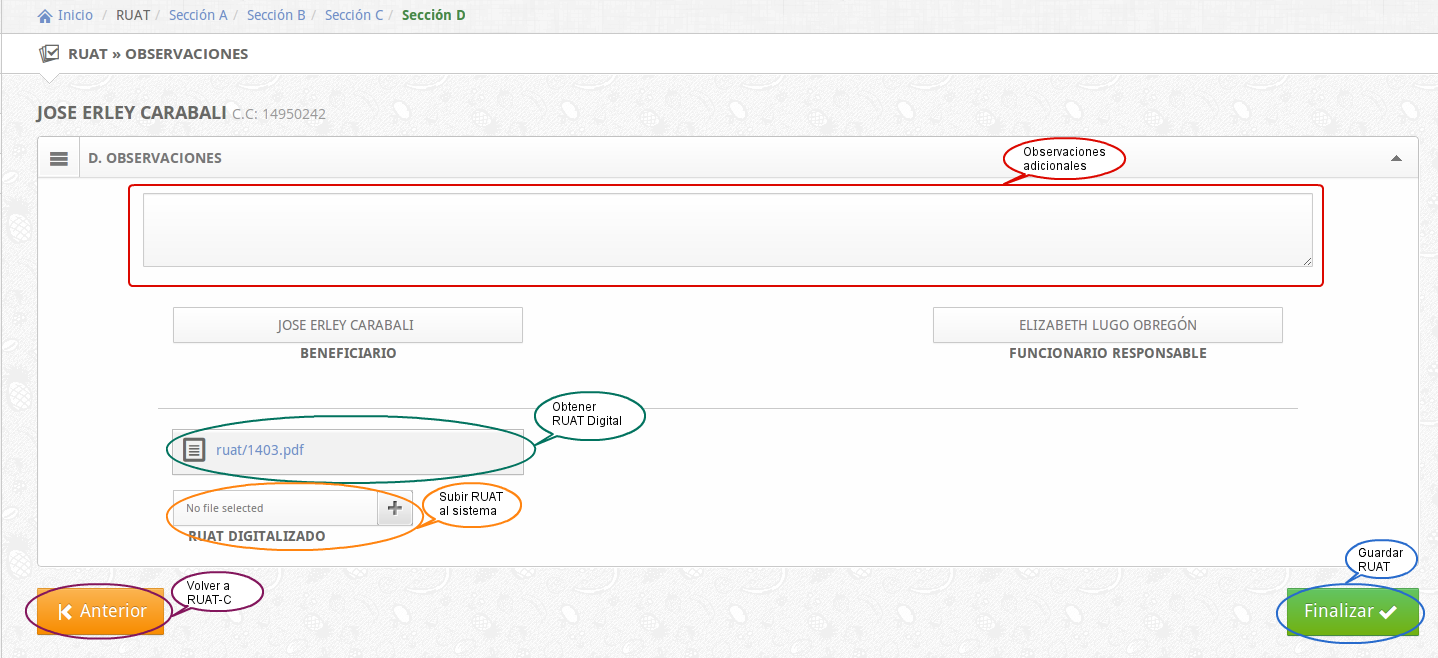 Inicio / RUAT / Sección A / Sección B / Sección C / Sección D
RUAT » OBSERVACIONES
JOSE ERLEY CARABALI C.C: 14950242
D. OBSERVACIONES
Observaciones
adicionales
JOSE ERLEY CARABALI
BENEFICIARIO
ELIZABETH LUGO OBREGÓN
FUNCIONARIO RESPONSABLE
Obtener
RUAT Digital
ruat/1403.pdf
Subir RUAT
al sistema
No file selected
RUAT DIGITALIZADO
Volver a
RUAT-C
Anterior
Guardar
RUAT
Finalizar